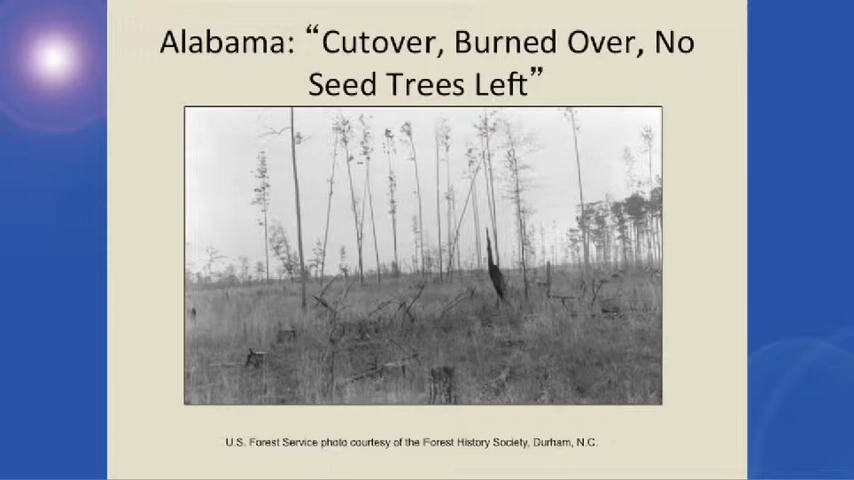 Alabama: “Cutover, Burned Over, No
Seed Trees Left”
U.S. Forest Service photo courtesy of the Forest History Society, Durham, N.C.